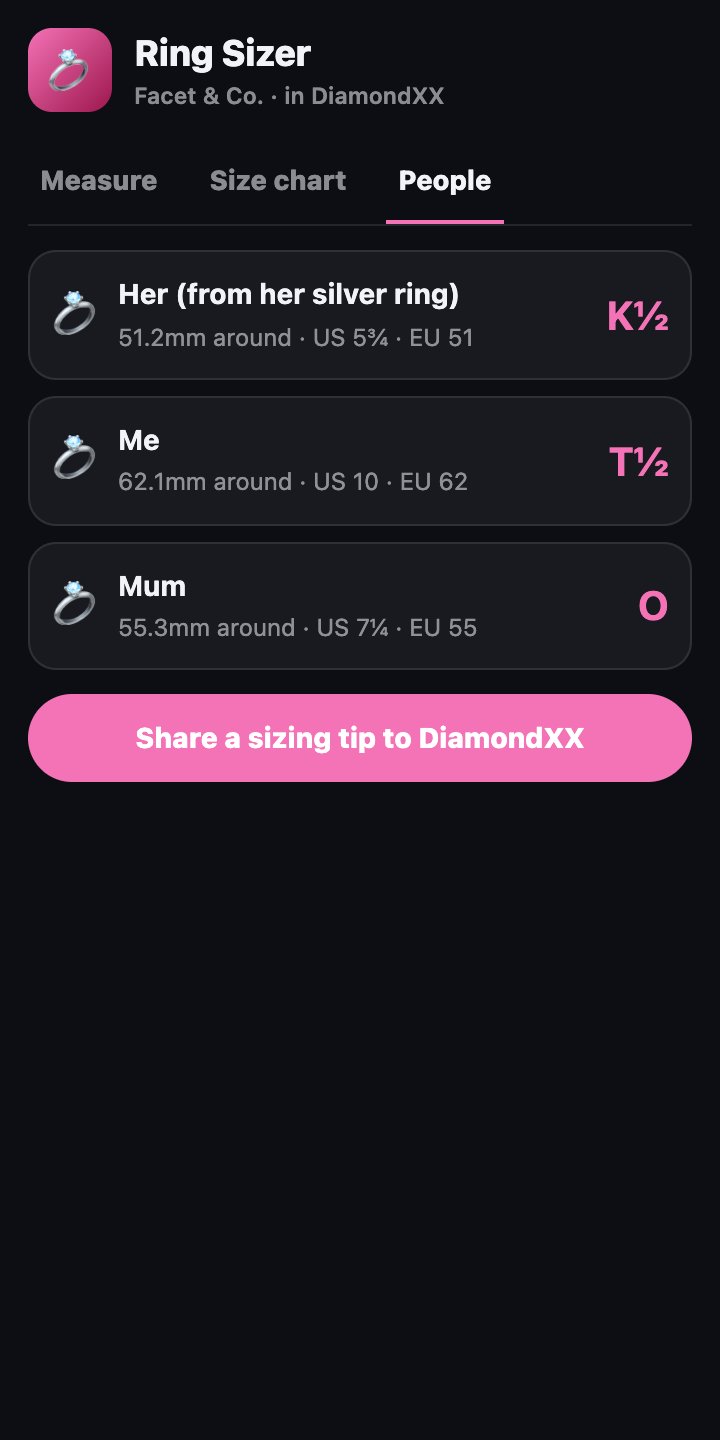 Ring Sizer
Facet & Co. · in DiamondXX
Measure
Size chart
People
Her (from her silver ring)
51.2mm around · US 5¾ · EU 51
K½
Me
62.1mm around · US 10 · EU 62
T½
Mum
55.3mm around · US 7¼ · EU 55
O
Share a sizing tip to DiamondXX